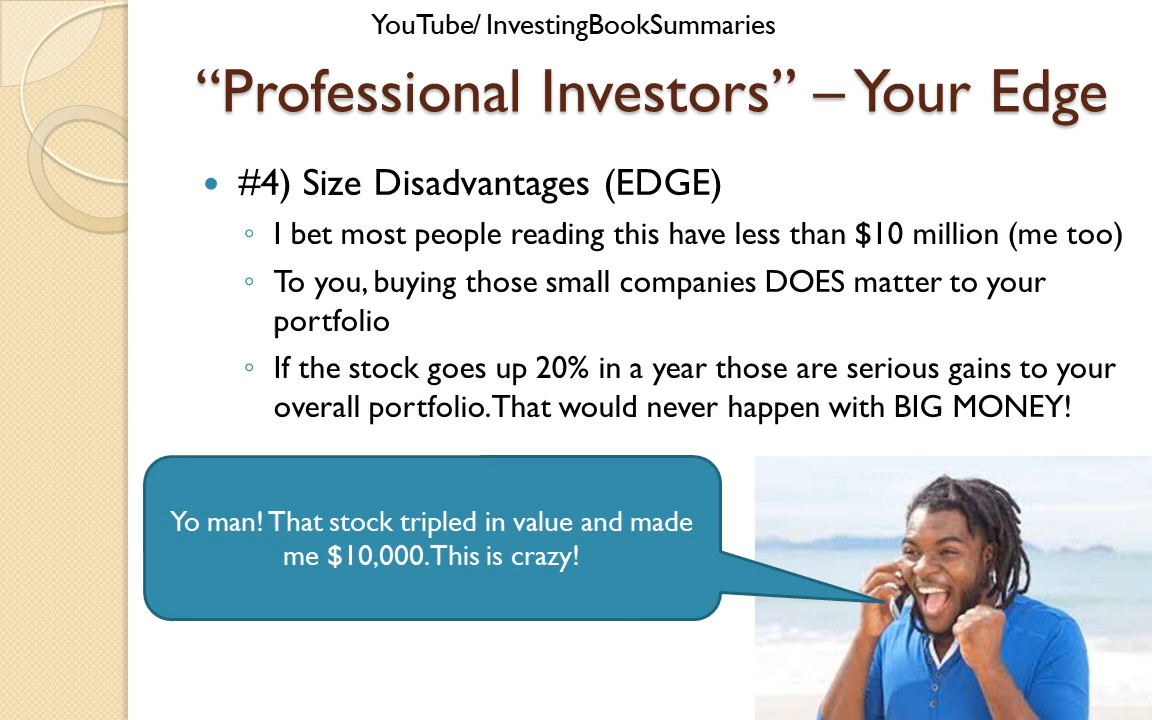 YouTube/ InvestingBookSummaries
“Professional Investors” – Your Edge
#4) Size Disadvantages (EDGE)
I bet most people reading this have less than $10 million (me too)
To you, buying those small companies DOES matter to your
portfolio
If the stock goes up 20% in a year those are serious gains to your
overall portfolio. That would never happen with BIG MONEY!
Yo man! That stock tripled in value and made
me $10,000. This is crazy!